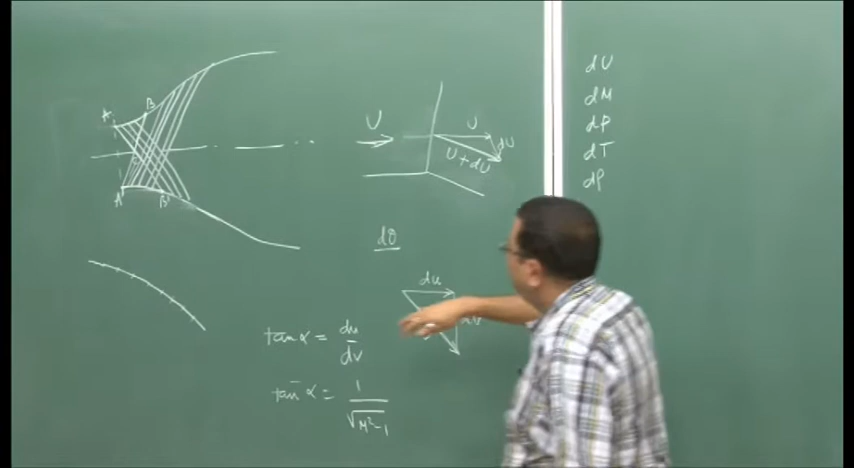 A'
B
A
B'
U
U
dU
U + dU
dθ
du
dv
tan α = du/dv
tan α = 1/√M²-1
dU
dM
dP
dT
dρ